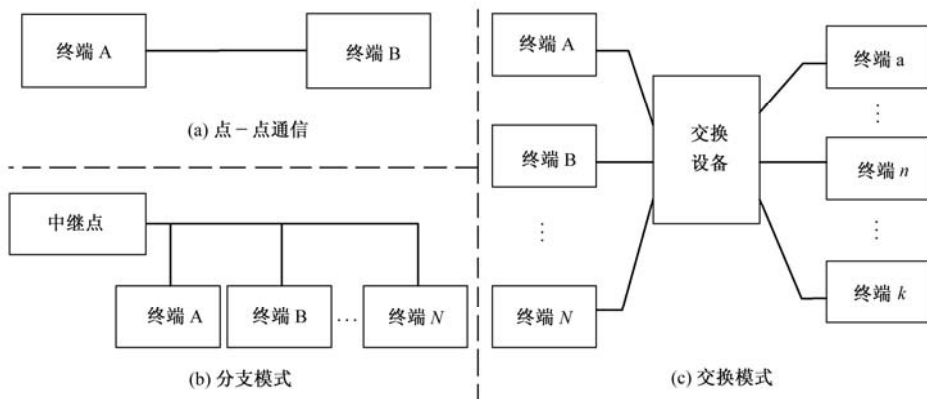 终端 A
终端 B
(a) 点－点通信
中继点
终端 A
终端 B
…
终端 N
(b) 分支模式
终端 A
终端 B
⋮
终端 N
交换
设备
终端 a
⋮
终端 n
⋮
终端 k
(c) 交换模式